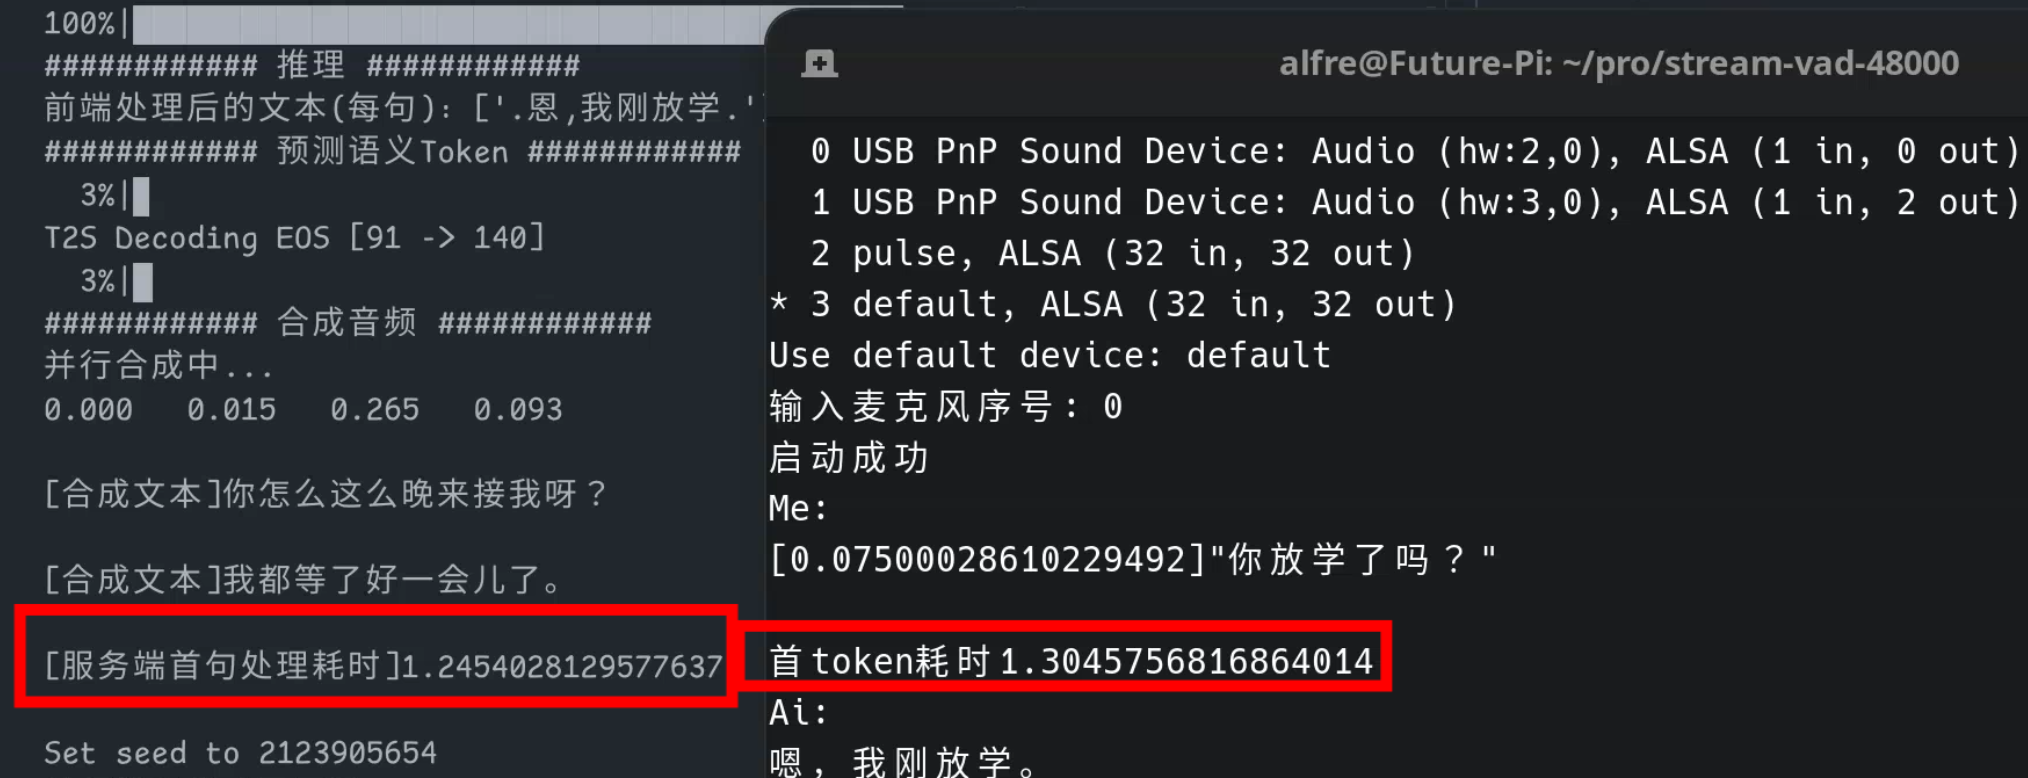 100%|
############ 推理 ############
前端处理后的文本(每句): ['.恩,我刚放学.'
############ 预测语义Token ############
3%|
T2S Decoding EOS [91 -> 140]
3%|
############ 合成音频 ############
并行合成中...
0.000 0.015 0.265 0.093
[合成文本]你怎么这么晚来接我呀？
[合成文本]我都等了好一会儿了。
[服务端首句处理耗时]1.2454028129577637
Set seed to 2123905654
alfre@Future-Pi: ~/pro/stream-vad-48000
0 USB PnP Sound Device: Audio (hw:2,0), ALSA (1 in, 0 out)
1 USB PnP Sound Device: Audio (hw:3,0), ALSA (1 in, 2 out)
2 pulse, ALSA (32 in, 32 out)
* 3 default, ALSA (32 in, 32 out)
Use default device: default
输入麦克风序号: 0
启动成功
Me:
[0.07500028610229492]"你放学了吗？"
首token耗时1.3045756816864014
Ai:
嗯，我刚放学。